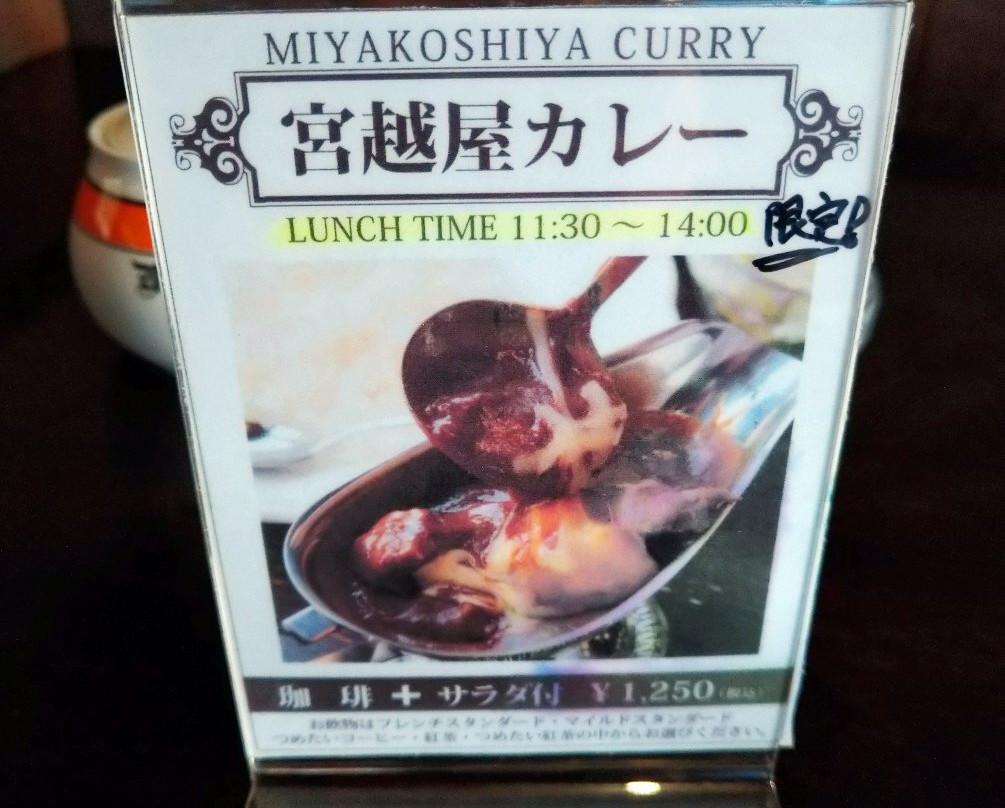 MIYAKOSHIYA CURRY
宮越屋カレー
LUNCH TIME 11:30 ～ 14:00 限定!
珈琲 + サラダ付 ¥1,250(税込)
お飲物はフレンチスタンダード・マイルドスタンダード
つめたいコーヒー・紅茶・つめたい紅茶の中からお選びください。